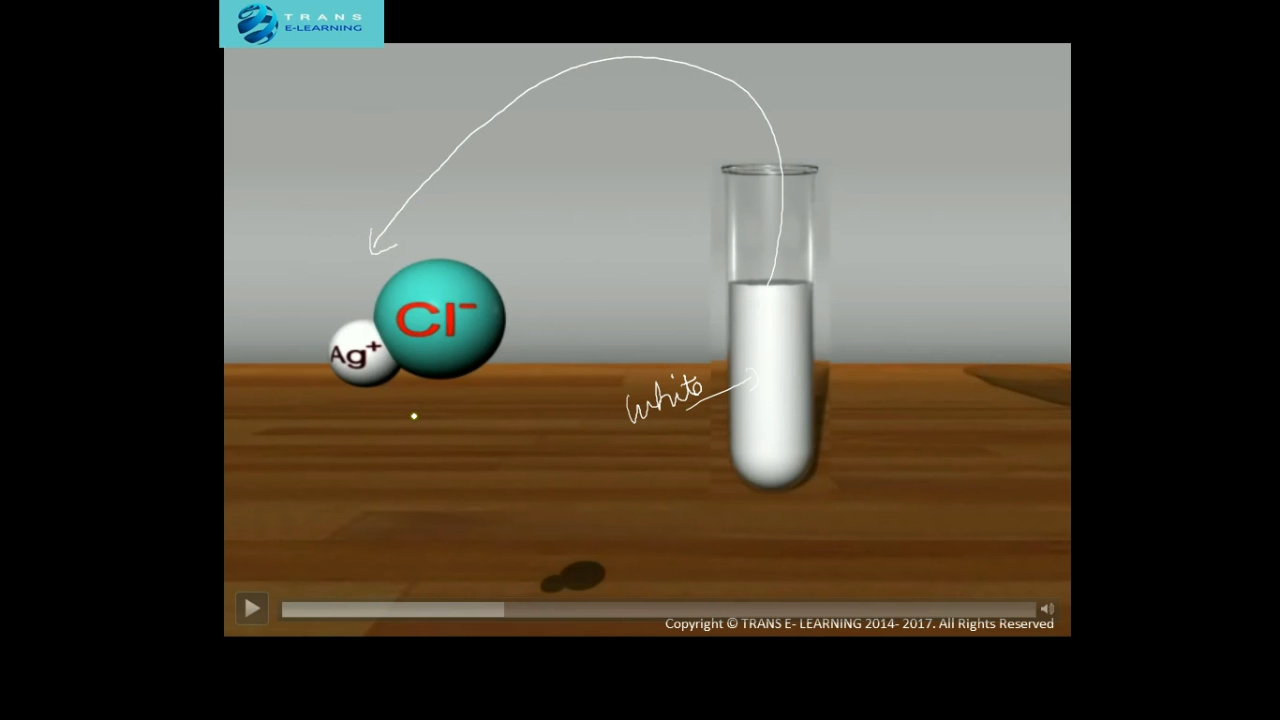 TRANS
E-LEARNING
Cl⁻
Ag⁺
white
Copyright © TRANS E- LEARNING 2014- 2017. All Rights Reserved